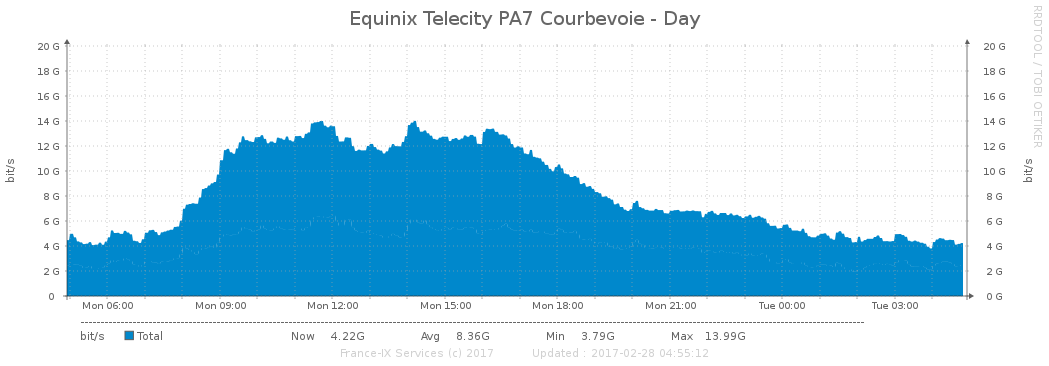 Equinix Telecity PA7 Courbevoie - Day
RRDTOOL / TOBI OETIKER
bit/s
20 G 20 G
18 G 18 G
16 G 16 G
14 G 14 G
12 G 12 G
10 G 10 G
8 G 8 G
6 G 6 G
4 G 4 G
2 G 2 G
0 0 G
bit/s
Mon 06:00 Mon 09:00 Mon 12:00 Mon 15:00 Mon 18:00 Mon 21:00 Tue 00:00 Tue 03:00
bit/s Total Now 4.22G Avg 8.36G Min 3.79G Max 13.99G
France-IX Services (c) 2017 Updated : 2017-02-28 04:55:12